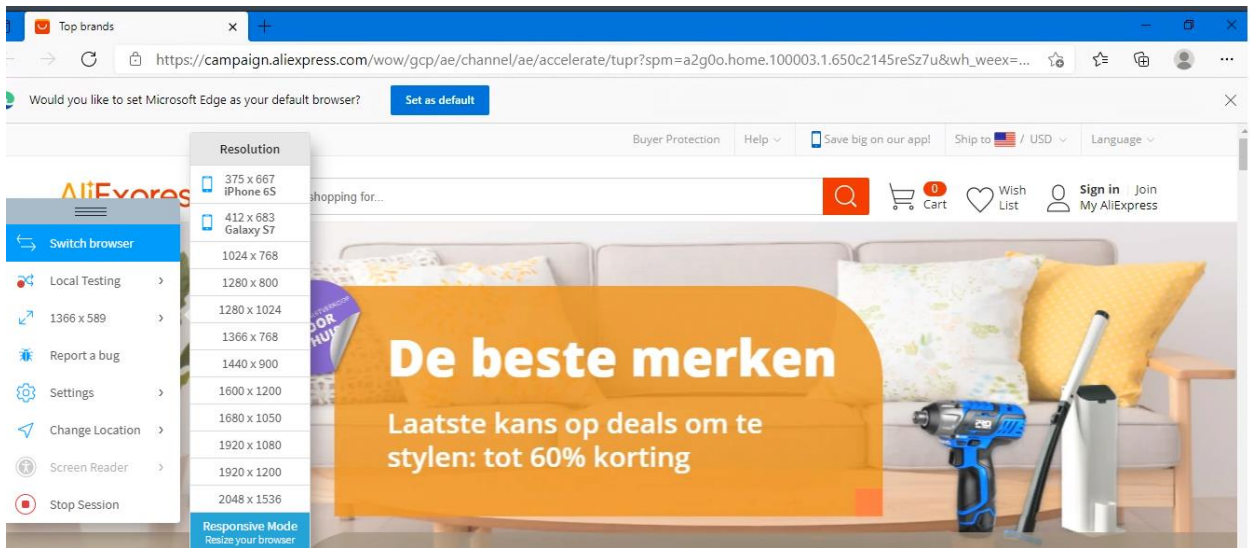 Top brands
https://campaign.aliexpress.com/wow/gcp/ae/channel/ae/accelerate/tupr?spm=a2g0o.home.100003.1.650c2145reSz7u&wh_weex=...
Would you like to set Microsoft Edge as your default browser? Set as default
Buyer Protection Help Save big on our app! Ship to / USD Language
AliExpres
shopping for...
0
Cart
Wish
List
Sign in Join
My AliExpress
Switch browser
Local Testing
1366 x 589
Report a bug
Settings
Change Location
Screen Reader
Stop Session
Resolution
375 x 667
iPhone 6S
412 x 683
Galaxy S7
1024 x 768
1280 x 800
1280 x 1024
1366 x 768
1440 x 900
1600 x 1200
1680 x 1050
1920 x 1080
1920 x 1200
2048 x 1536
Responsive Mode
Resize your browser
De beste merken
Laatste kans op deals om te
stylen: tot 60% korting